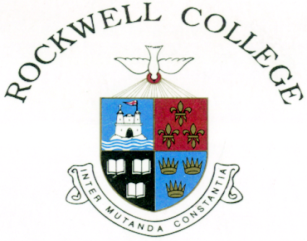 ROCKWELL COLLEGE
INTER MUTANDA CONSTANTIA